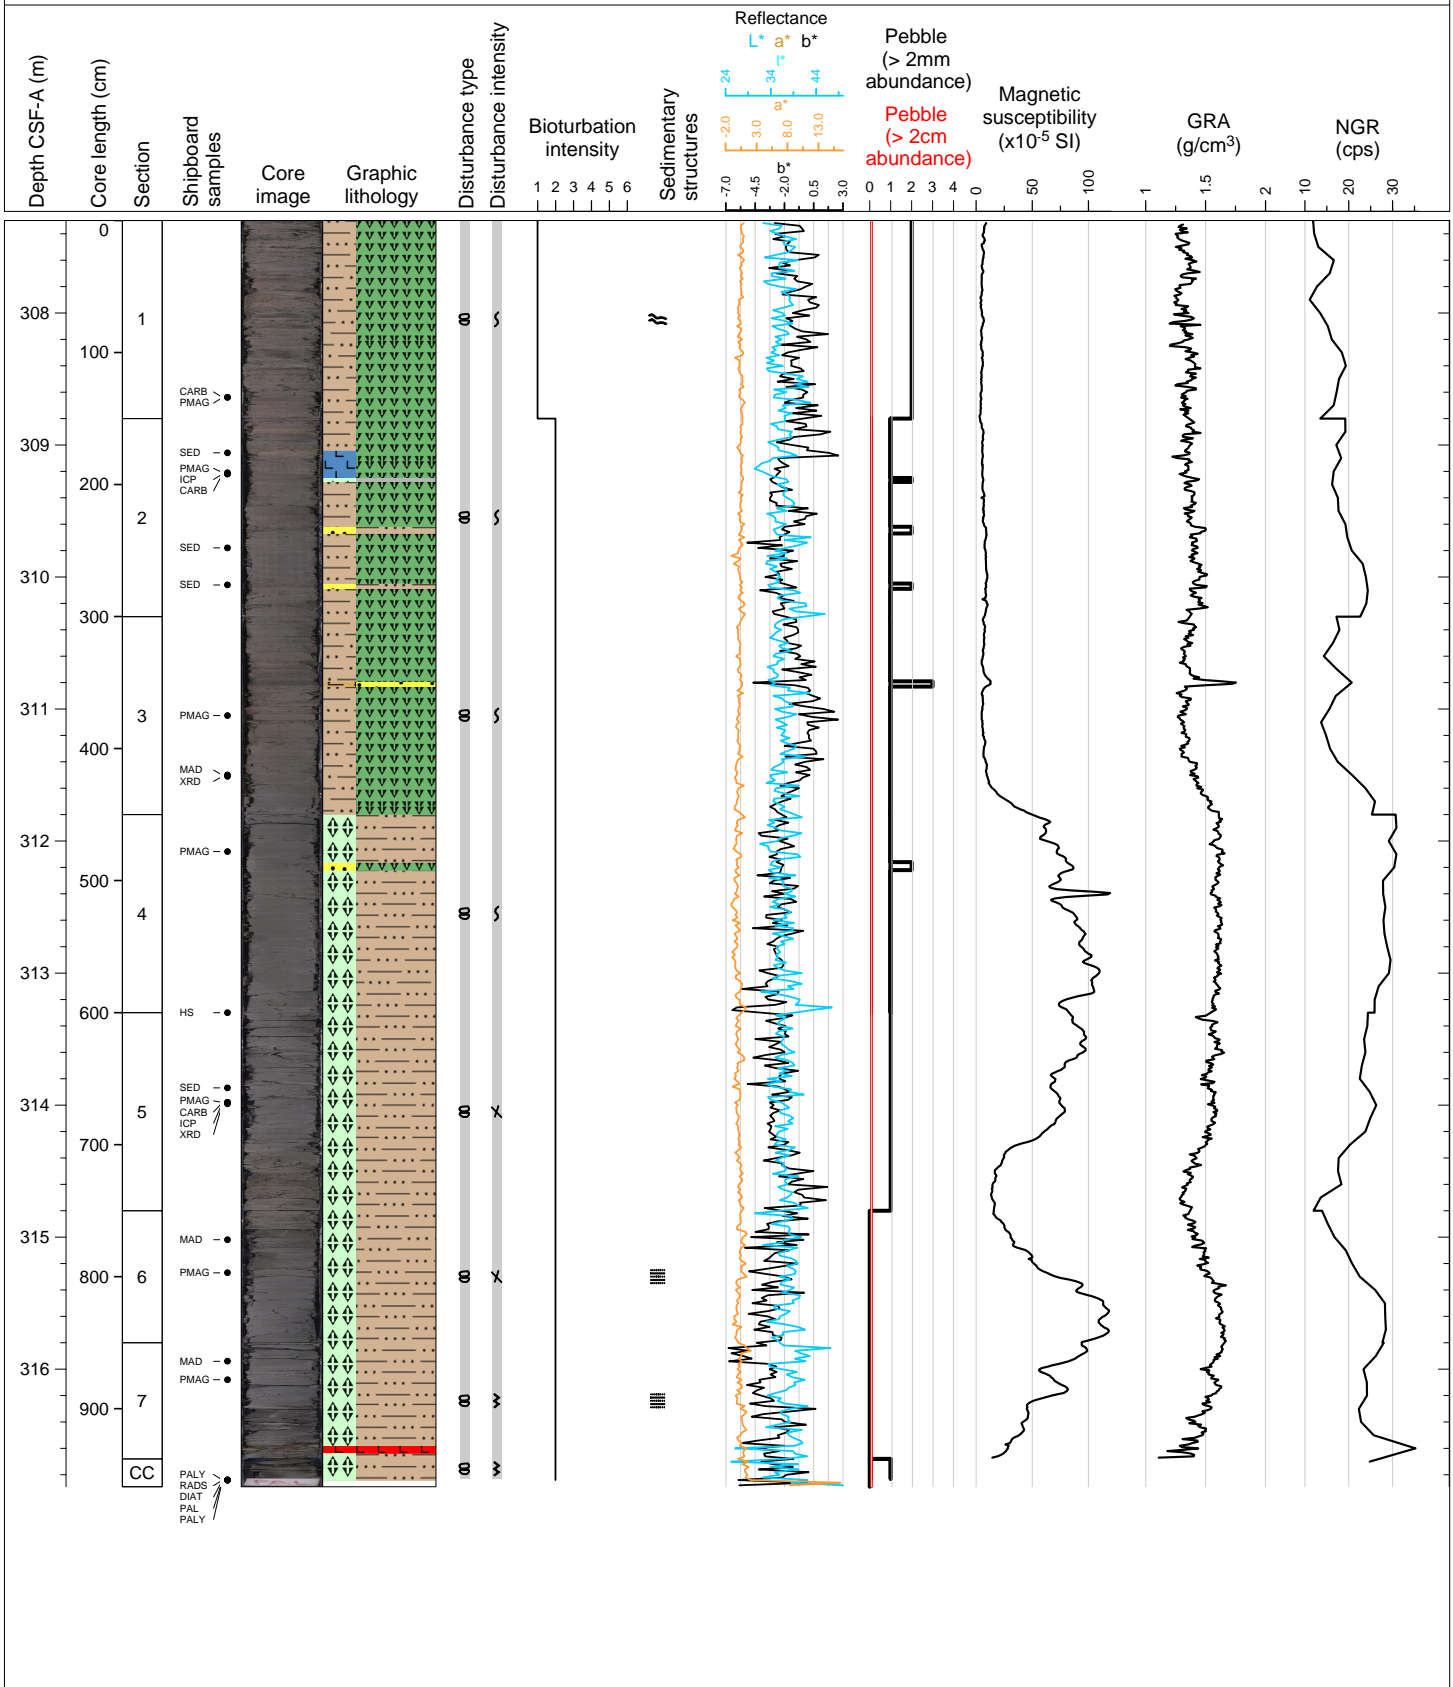 Depth CSF-A (m)
Core length (cm)
Section
Shipboard
samples
Core
image
Graphic
lithology
Disturbance type
Disturbance intensity
Bioturbation
intensity
1 2 3 4 5 6
Sedimentary
structures
Reflectance
L* a* b*
L*
24 34 44
a*
-2.0 3.0 8.0 13.0
b*
-7.0 -4.5 -2.0 0.5 3.0
Pebble
(> 2mm
abundance)
Pebble
(> 2cm
abundance)
0 1 2 3 4
Magnetic
susceptibility
(x10-5 SI)
0 50 100
GRA
(g/cm3)
1 1.5 2
NGR
(cps)
10 20 30
0
308
1
100
CARB
PMAG
309
SED
PMAG
ICP
CARB
200
2
SED
310
SED
300
311
3
PMAG
400
MAD
XRD
312
PMAG
500
4
313
600
HS
SED
314
5
PMAG
CARB
ICP
XRD
700
315
MAD
800
6
PMAG
316
MAD
PMAG
900
7
CC
PALY
RADS
DIAT
PAL
PALY